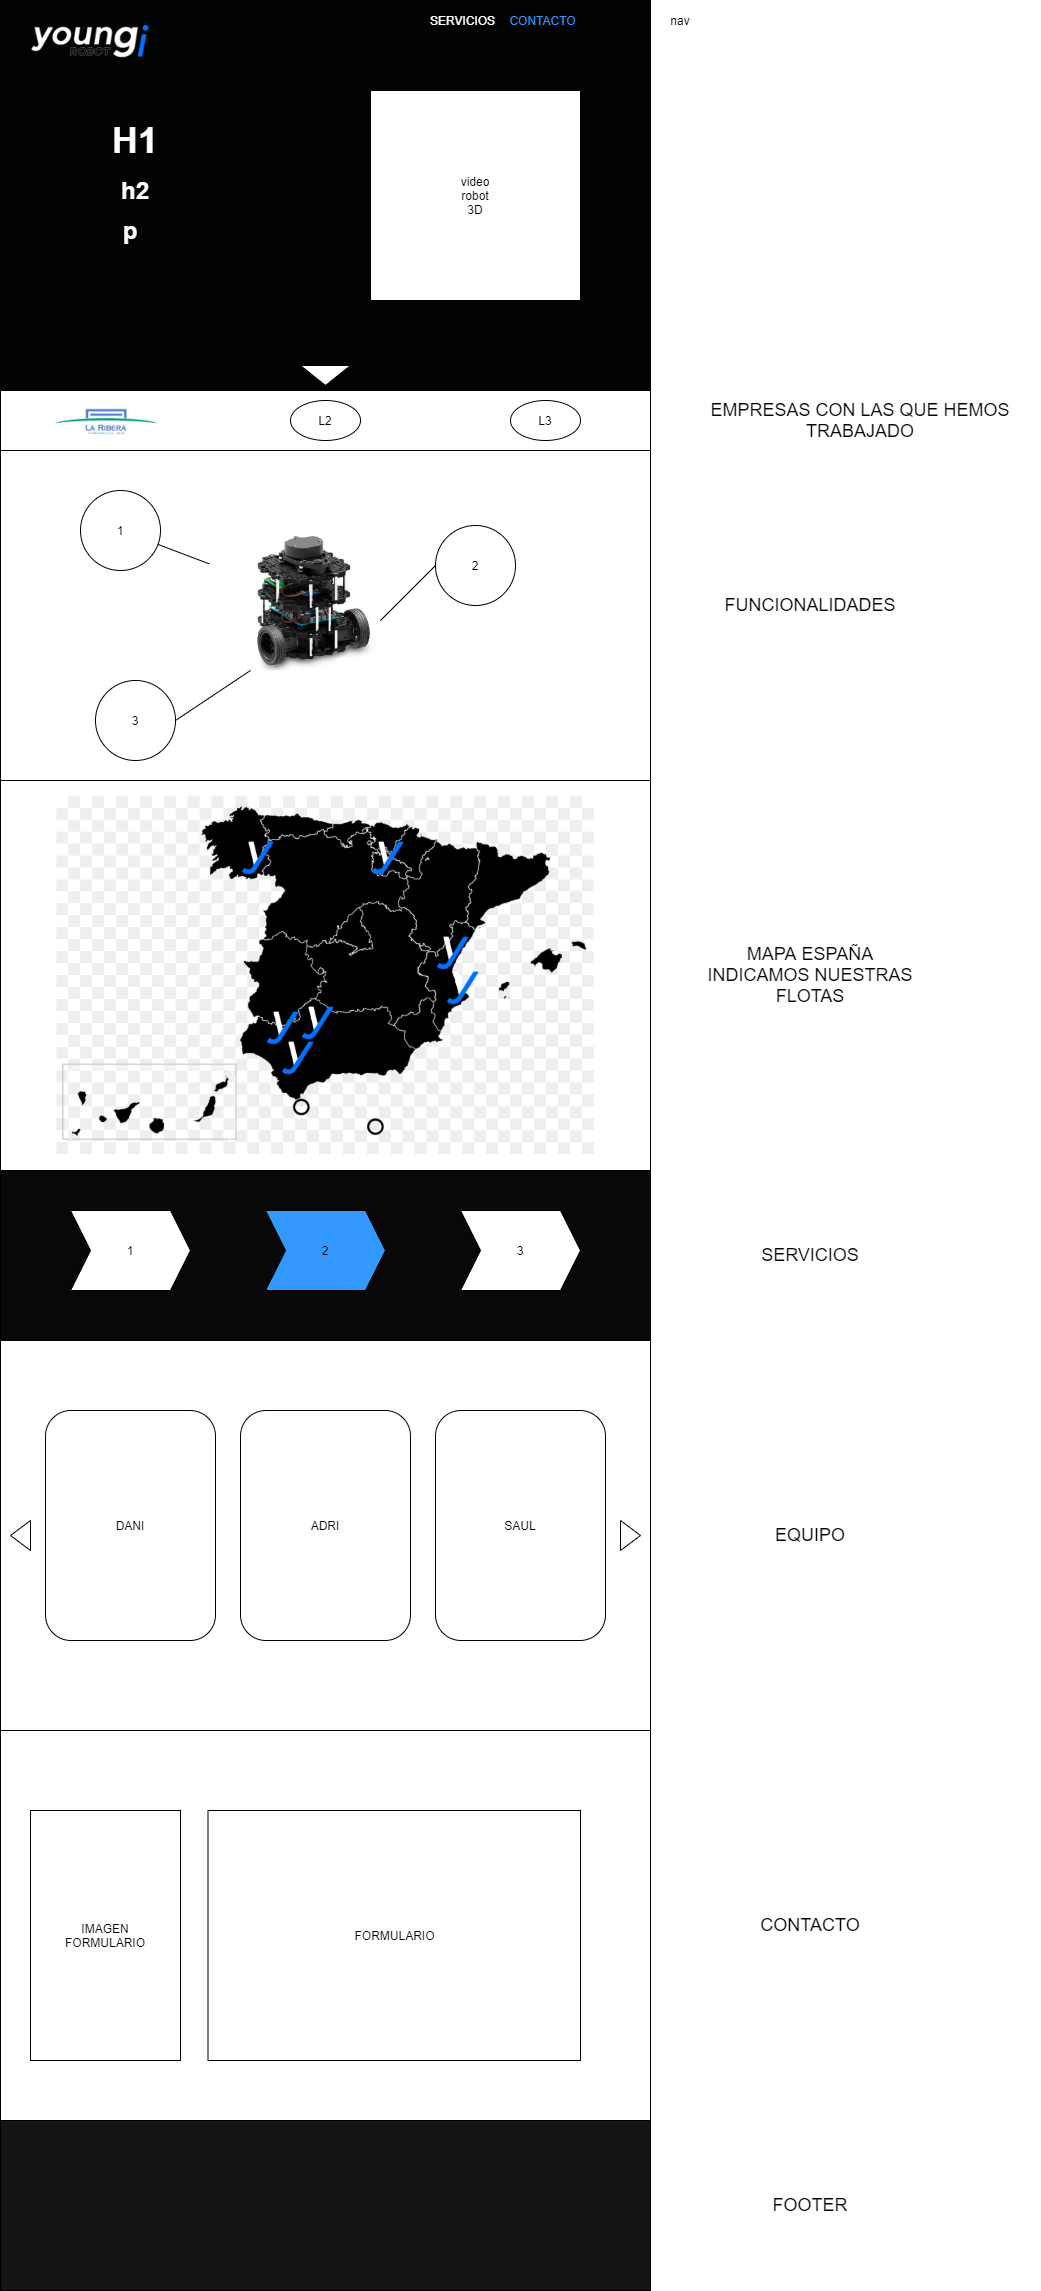 youngi
ROBOT
SERVICIOS
CONTACTO
nav
H1
h2
p
video
robot
3D
LA RIBERA
L2
L3
EMPRESAS CON LAS QUE HEMOS
TRABAJADO
1
2
3
FUNCIONALIDADES
y
y
y
y
y
y
y
MAPA ESPAÑA
INDICAMOS NUESTRAS
FLOTAS
1
2
3
SERVICIOS
DANI
ADRI
SAUL
EQUIPO
IMAGEN
FORMULARIO
FORMULARIO
CONTACTO
FOOTER